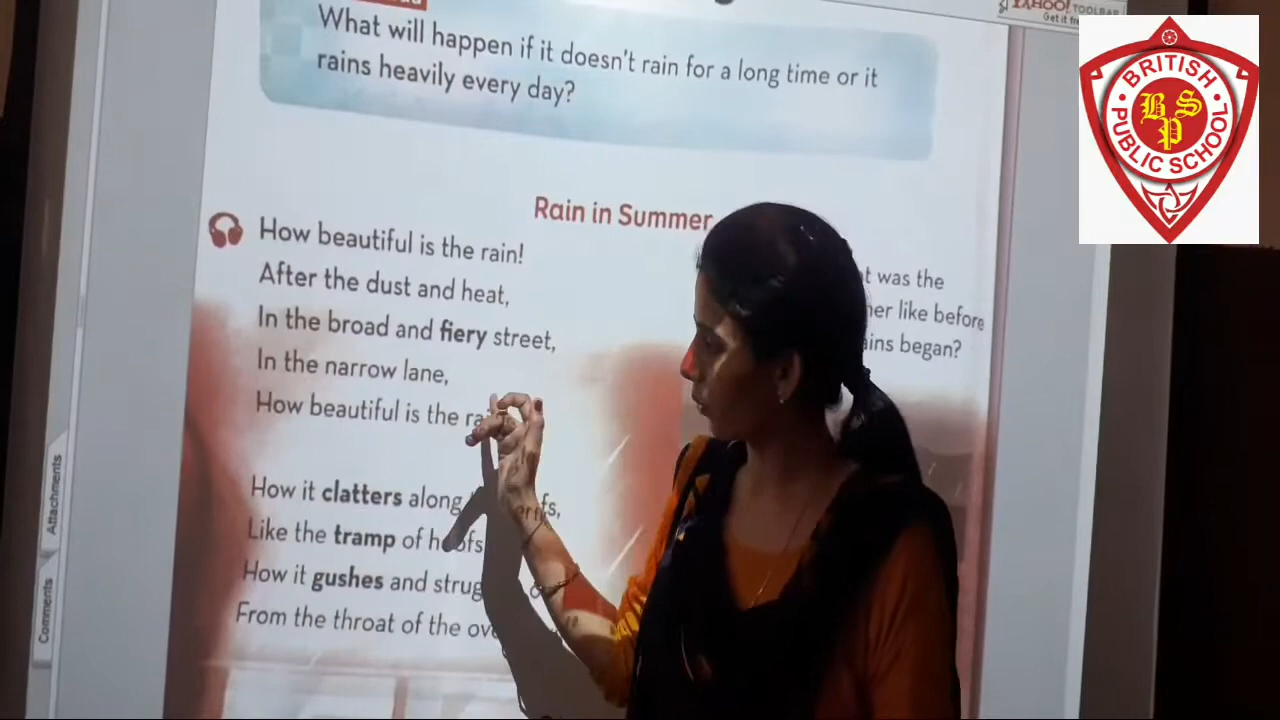 YAHOO! TOOLBAR
What will happen if it doesn't rain for a long time or it
rains heavily every day?
Rain in Summer
How beautiful is the rain!
After the dust and heat,
In the broad and fiery street,
In the narrow lane,
How beautiful is the
How it clatters along
Like the tramp of
How it gushes and
From the throat of the
was the
like before
began?
Attachments
Comments
BRITISH
PUBLIC SCHOOL
BPS